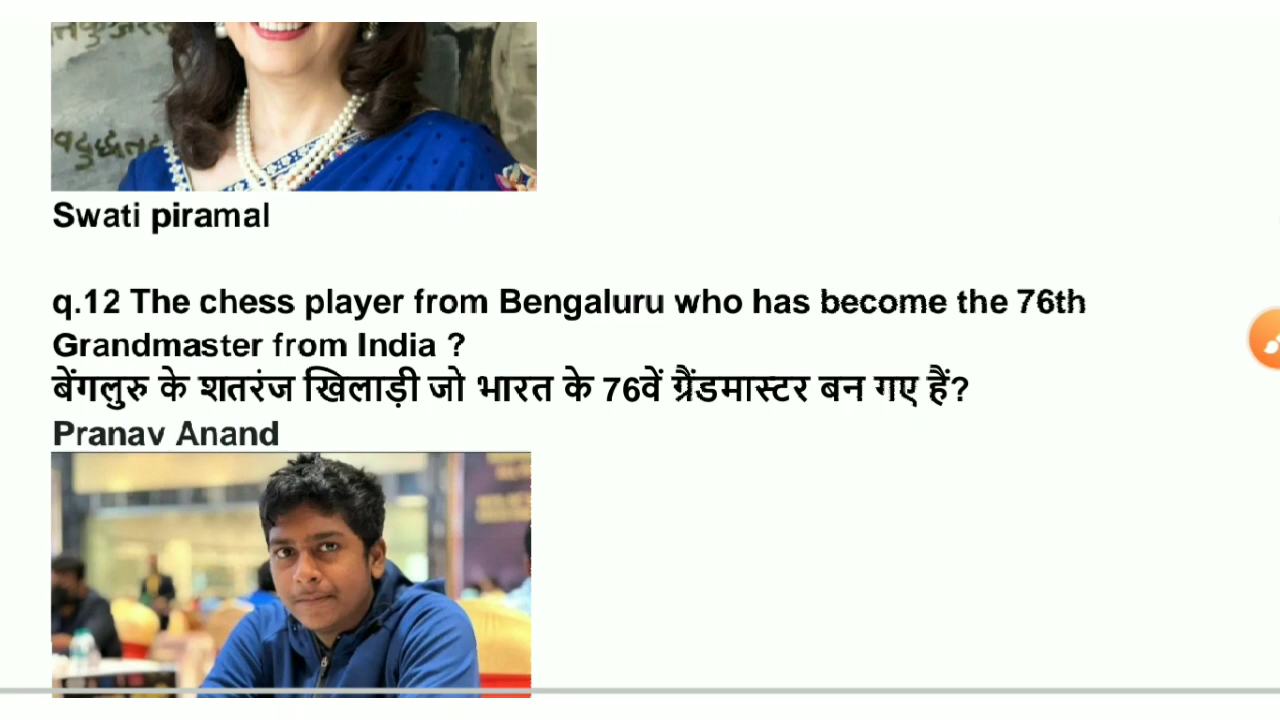 Swati piramal
q.12 The chess player from Bengaluru who has become the 76th
Grandmaster from India ?
बेंगलुरु के शतरंज खिलाड़ी जो भारत के 76वें ग्रैंडमास्टर बन गए हैं?
Pranav Anand